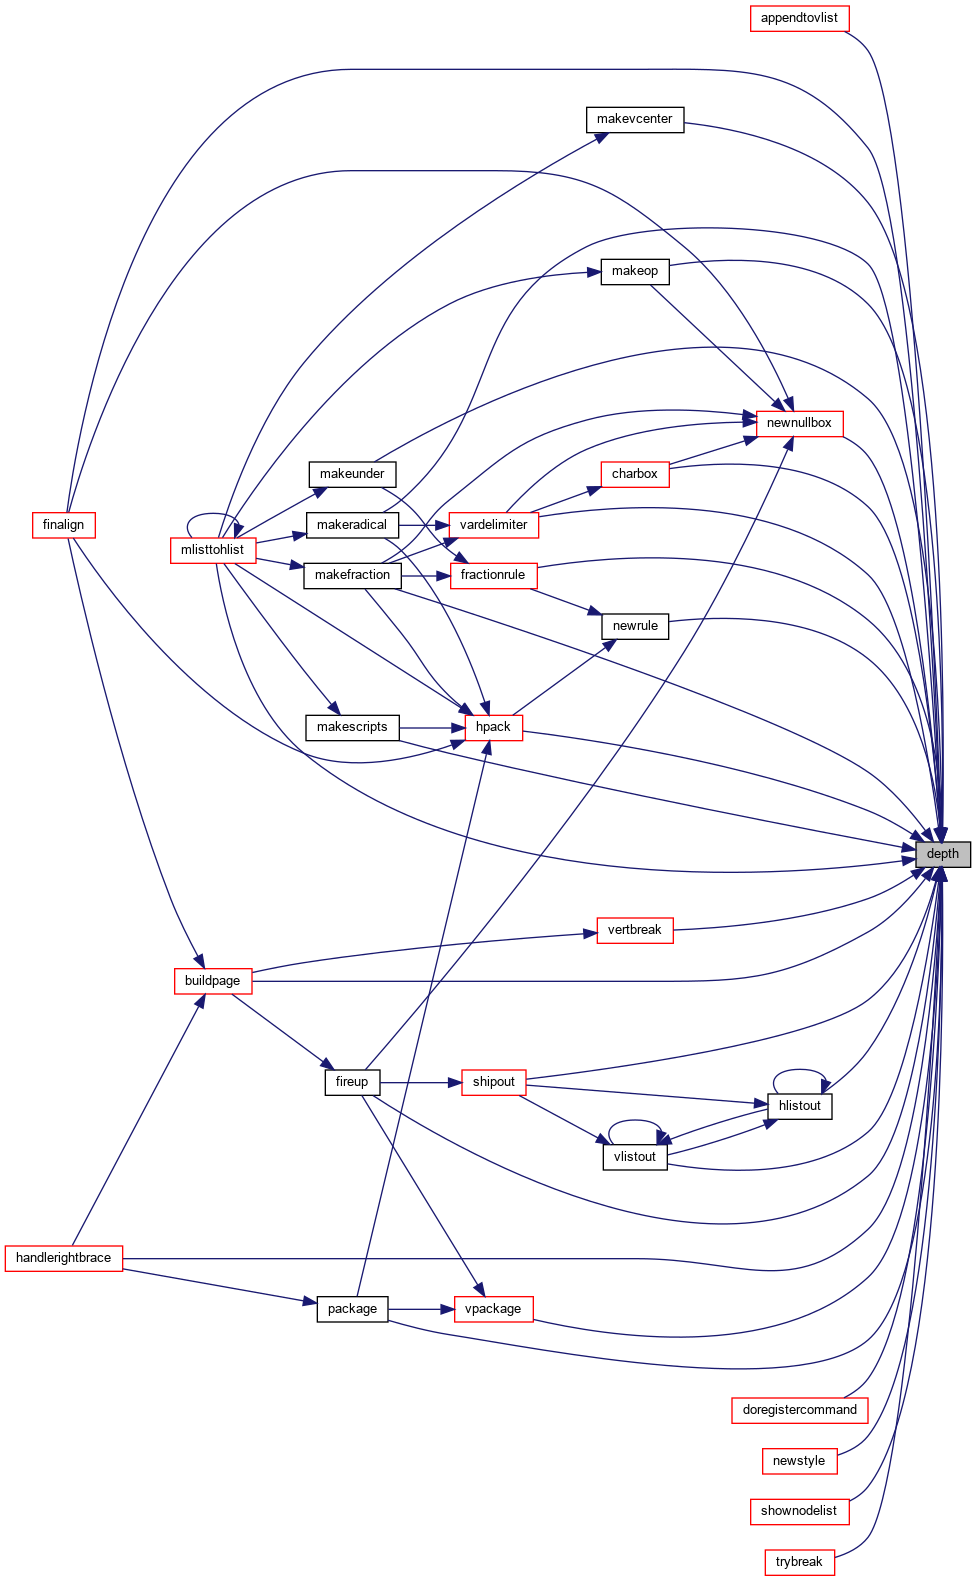 appendtovlist
makevcenter
makeop
newnullbox
makeunder
charbox
finalign
makeradical
vardelimiter
mlisttohlist
makefraction
fractionrule
newrule
makescripts
hpack
depth
vertbreak
buildpage
fireup
shipout
hlistout
vlistout
handlerightbrace
package
vpackage
doregistercommand
newstyle
shownodelist
trybreak